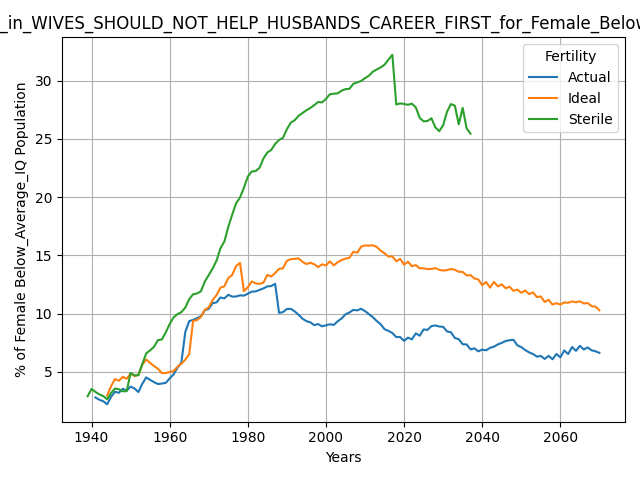 _in_WIVES_SHOULD_NOT_HELP_HUSBANDS_CAREER_FIRST_for_Female_Below
% of Female Below_Average_IQ Population
30
25
20
15
10
5
Fertility
Actual
Ideal
Sterile
1940
1960
1980
2000
2020
2040
2060
Years